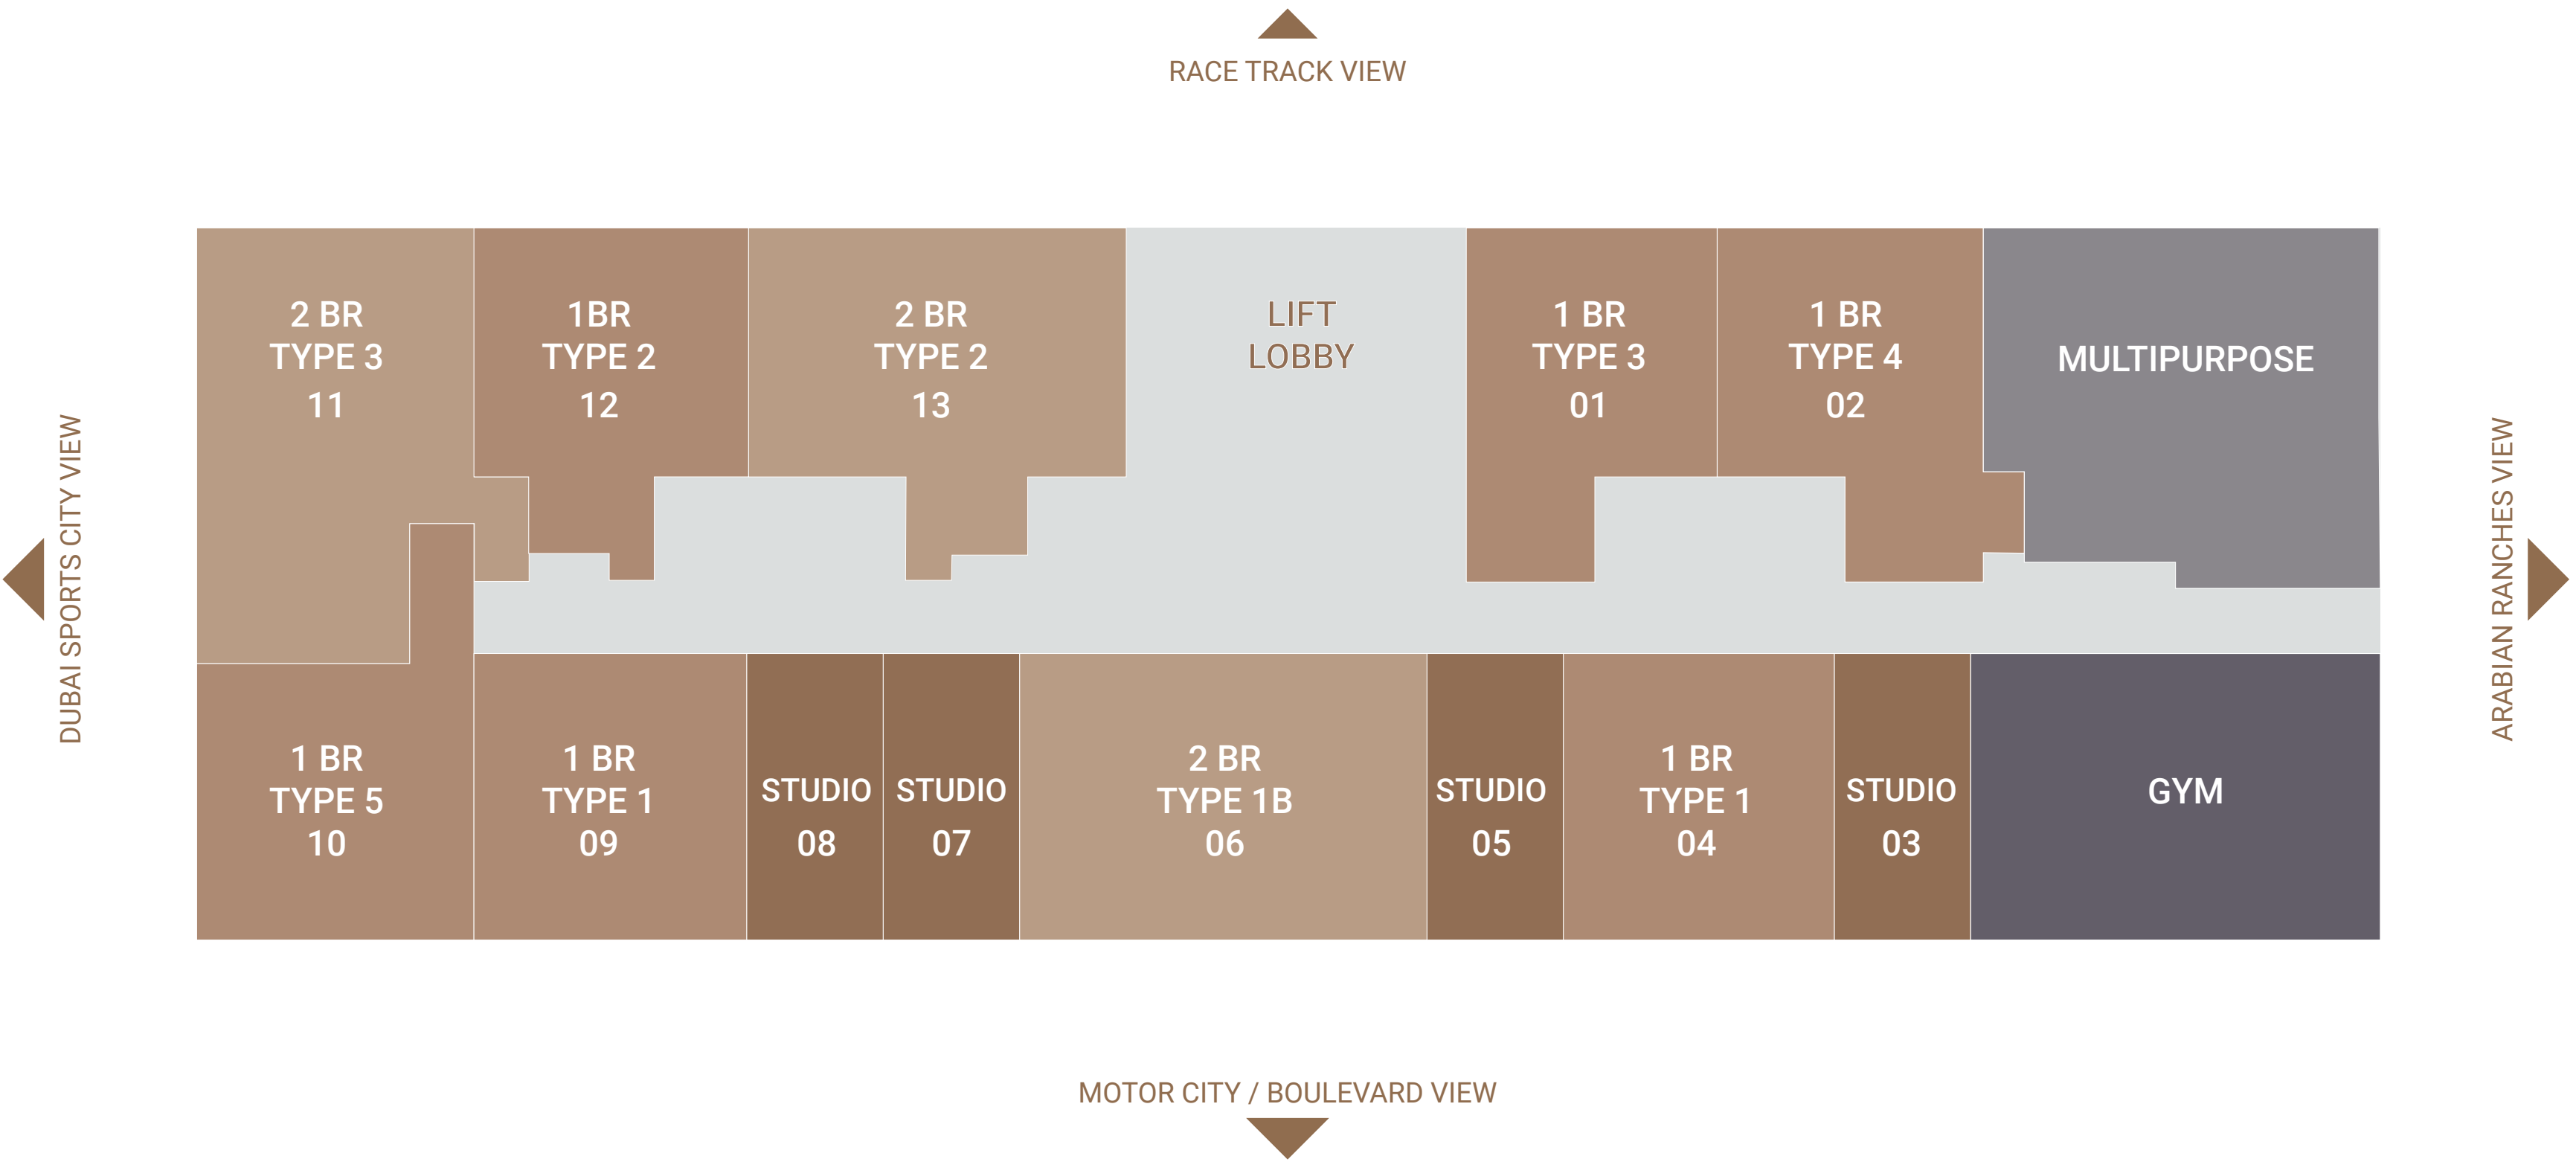 RACE TRACK VIEW
DUBAI SPORTS CITY VIEW
2 BR
TYPE 3
11
1BR
TYPE 2
12
2 BR
TYPE 2
13
LIFT
LOBBY
1 BR
TYPE 3
01
1 BR
TYPE 4
02
MULTIPURPOSE
ARABIAN RANCHES VIEW
1 BR
TYPE 5
10
1 BR
TYPE 1
09
STUDIO
08
STUDIO
07
2 BR
TYPE 1B
06
STUDIO
05
1 BR
TYPE 1
04
STUDIO
03
GYM
MOTOR CITY / BOULEVARD VIEW